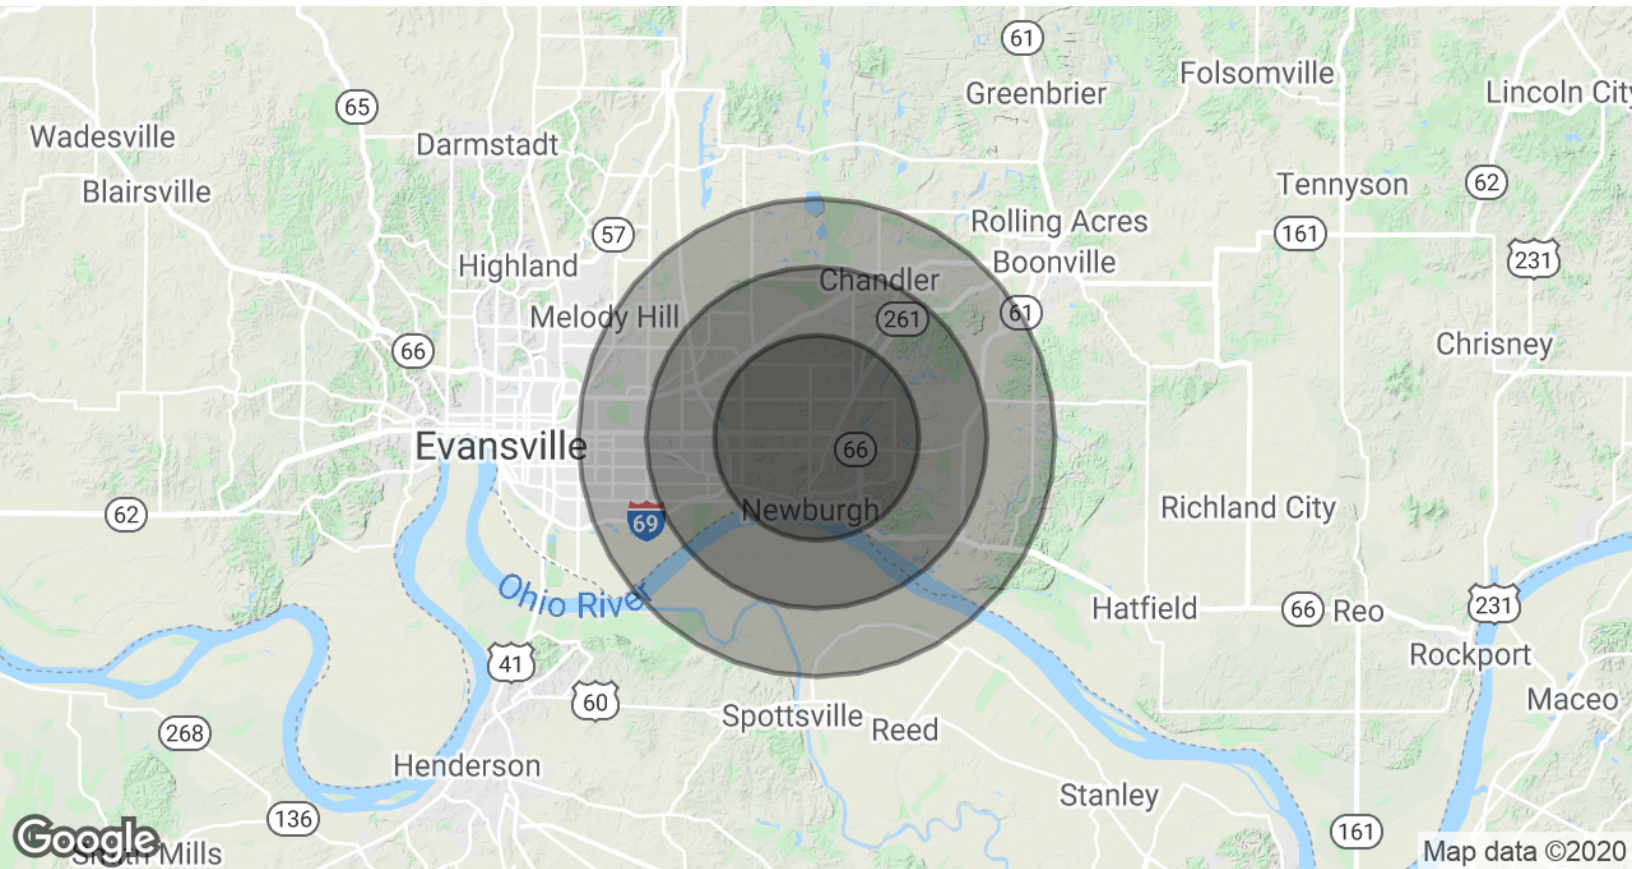 61
Folsomville
Greenbrier
Lincoln City
65
Wadesville
Darmstadt
Blairsville
Tennyson
62
57
Rolling Acres
161
Highland
Boonville
231
Chandler
Melody Hill
261
61
66
Chrisney
Evansville
66
62
Newburgh
Richland City
69
Ohio River
Hatfield
66
Reo
231
41
Rockport
60
Maceo
Spottsville
Reed
268
Henderson
Stanley
136
161
Google
Smith Mills
Map data ©2020